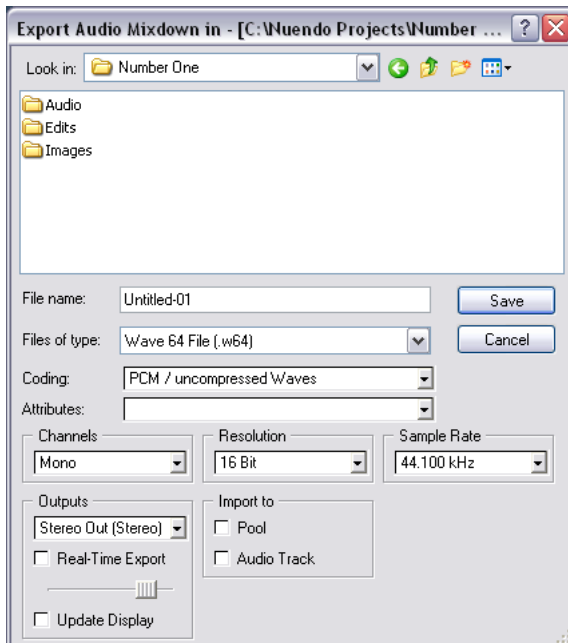 Export Audio Mixdown in - [C:\Nuendo Projects\Number ...
Look in: Number One
Audio
Edits
Images
File name: Untitled-01 Save
Files of type: Wave 64 File (.w64) Cancel
Coding: PCM / uncompressed Waves
Attributes:
Channels Resolution Sample Rate
Mono 16 Bit 44.100 kHz
Outputs Import to
Stereo Out (Stereo) Pool
Real-Time Export Audio Track
Update Display